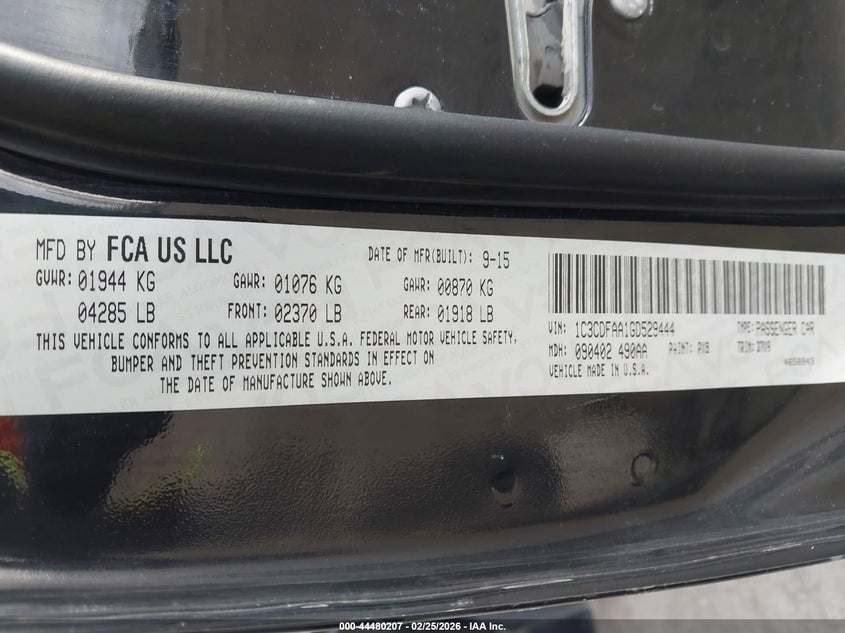 MFD BY FCA US LLC DATE OF MFR(BUILT): 9-15
GVWR: 01944 KG GAWR: 01076 KG GAWR: 00870 KG
04285 LB FRONT: 02370 LB REAR: 01918 LB
THIS VEHICLE CONFORMS TO ALL APPLICABLE U.S.A. FEDERAL MOTOR VEHICLE SAFETY,
BUMPER AND THEFT PREVENTION STANDARDS IN EFFECT ON
THE DATE OF MANUFACTURE SHOWN ABOVE.
VIN: 1C3CDFAA1GD529444 TYPE: PASSENGER CAR
MDH: 090402 490AA PAINT: TRIM:
VEHICLE MADE IN U.S.A.
000-44480207 - 02/25/2026 - IAA Inc.